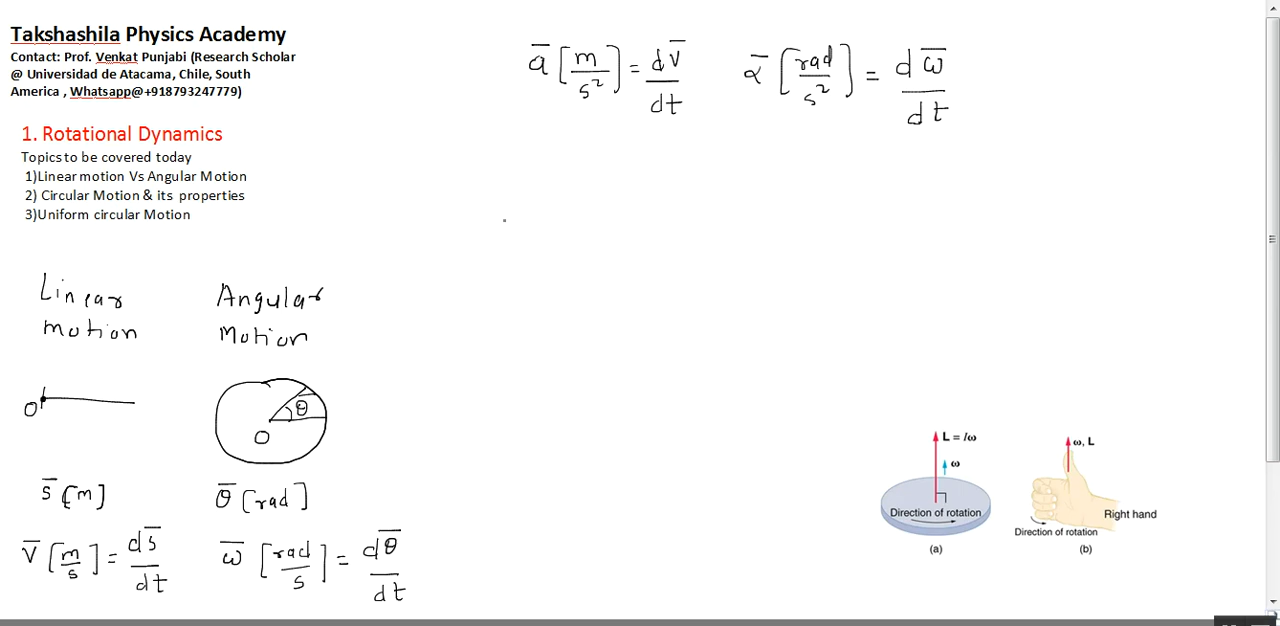 Takshashila Physics Academy
Contact: Prof. Venkat Punjabi (Research Scholar
@ Universidad de Atacama, Chile, South
America , Whatsapp@+918793247779)
1. Rotational Dynamics
Topics to be covered today
1)Linear motion Vs Angular Motion
2) Circular Motion & its properties
3)Uniform circular Motion
a̅ [m/s²] = dv̅/dt
α̅ [rad/s²] = dω̅/dt
Linear motion
Angular Motion
O
θ
O
s̅ [m]
θ̅ [rad]
v̅ [m/s] = ds̅/dt
ω̅ [rad/s] = dθ̅/dt
L = Iω
ω
Direction of rotation
(a)
ω, L
Right hand
Direction of rotation
(b)